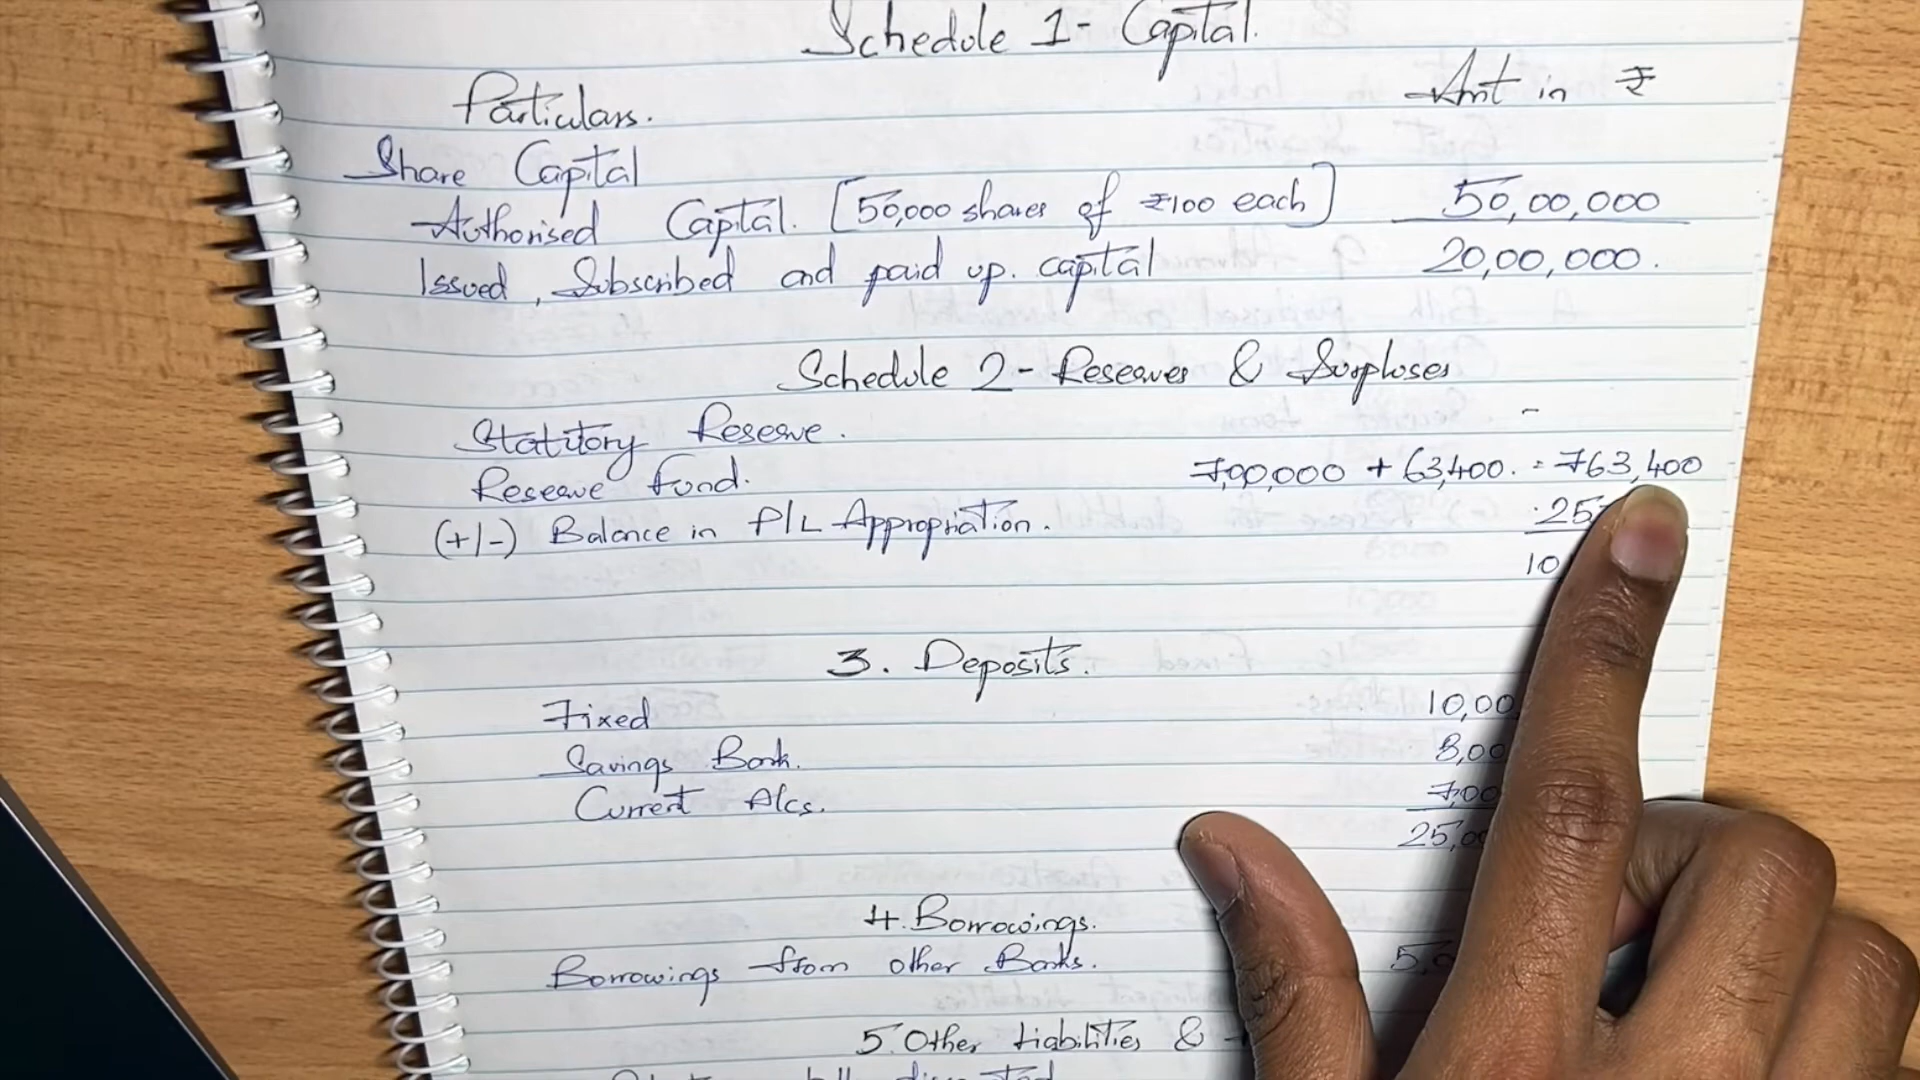 Schedule 1 - Capital.
Particulars. Amt in ₹
Share Capital
Authorised Capital. [50,000 shares of ₹100 each] 50,00,000
Issued, Subscribed and paid up. capital 20,00,000.
Schedule 2 - Reserves & Surpluses
Statutory Reserve. -
Reserve Fund. 7,00,000 + 63,400. = 763,400
(+/-) Balance in P/L Appropriation.
3. Deposits.
Fixed
Savings Bank.
Current A/cs.
4. Borrowings.
Borrowings from other Banks.
5. Other Liabilities &